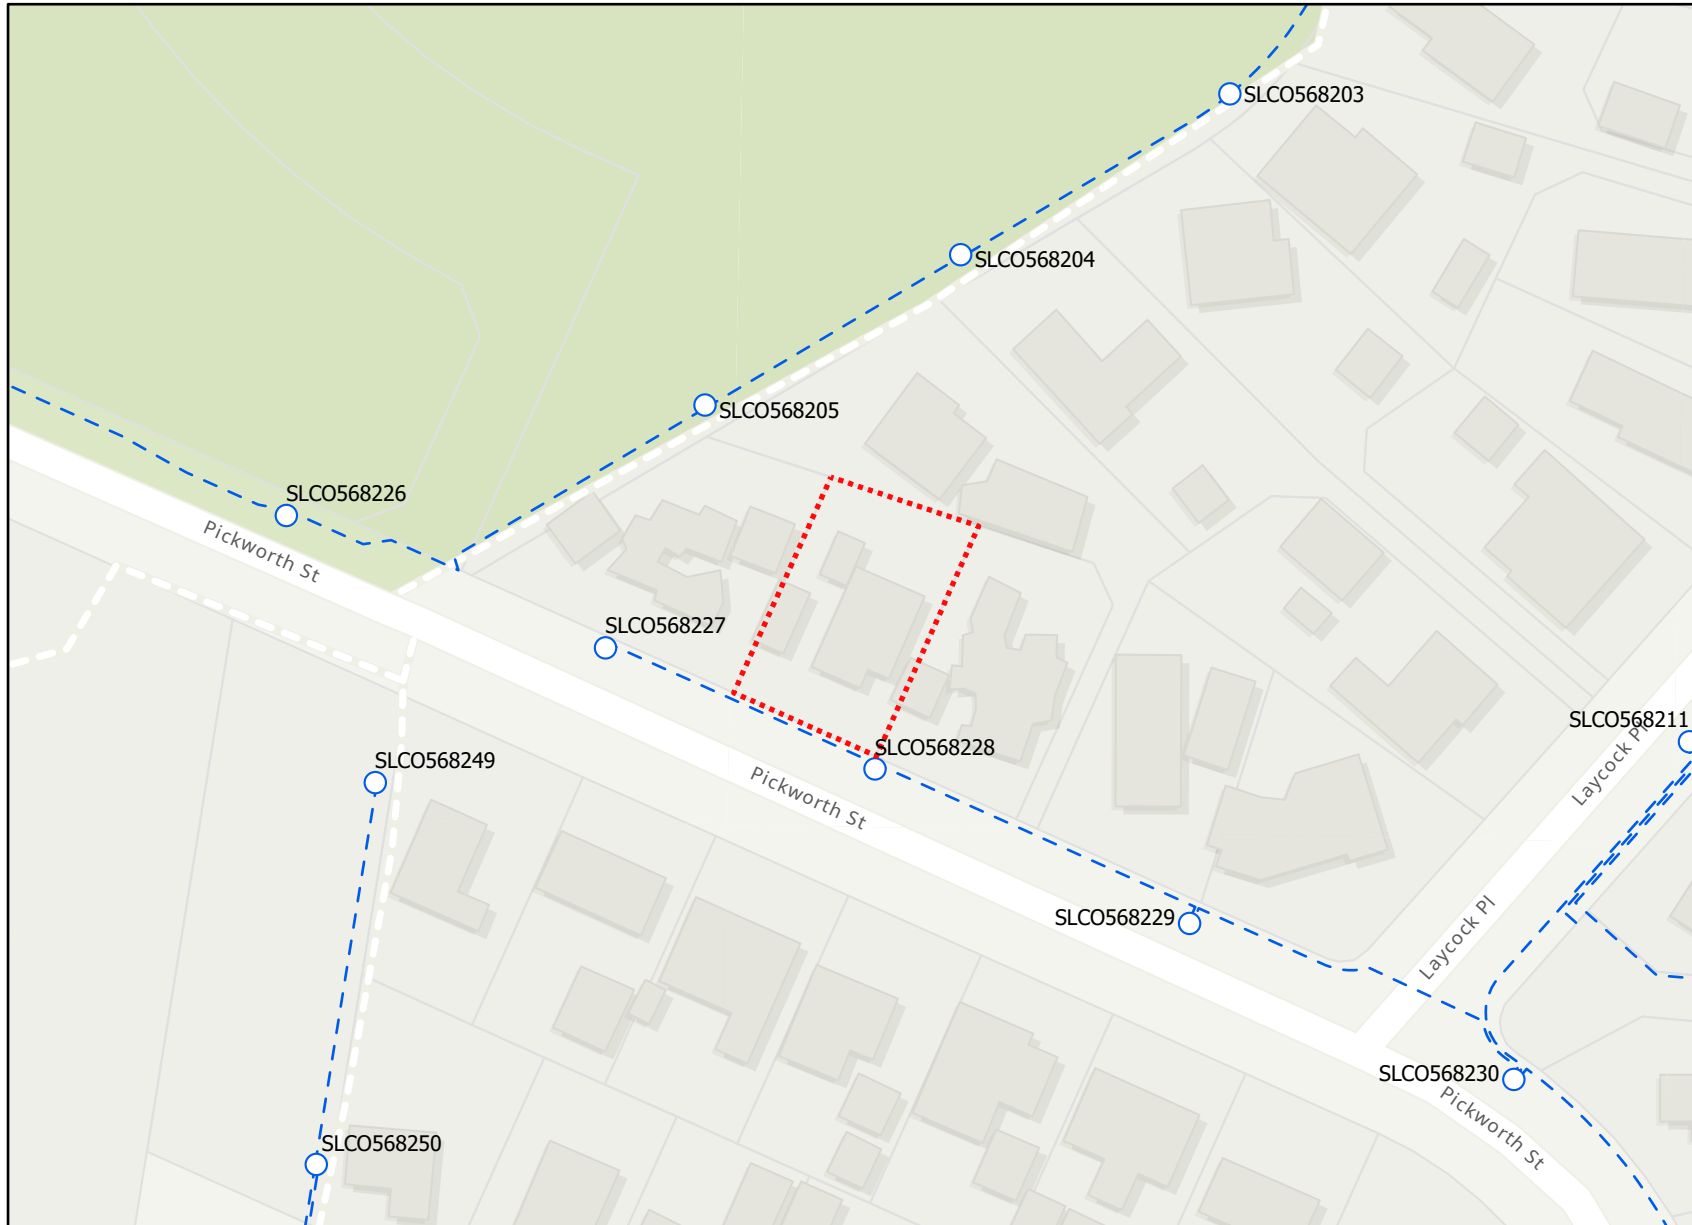 SLCO568203
SLCO568204
SLCO568205
SLCO568226
Pickworth St
SLCO568227
SLCO568211
Laycock Pl
SLCO568228
SLCO568249
Pickworth St
SLCO568229
Laycock Pl
SLCO568230
Pickworth St
SLCO568250